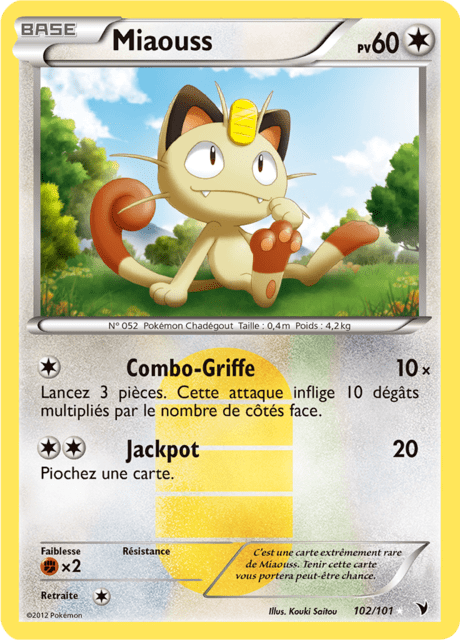 BASE
Miaouss
PV60
N° 052 Pokémon Chadégout Taille : 0,4m Poids : 4,2kg
Combo-Griffe 10×
Lancez 3 pièces. Cette attaque inflige 10 dégâts
multipliés par le nombre de côtés face.
Jackpot 20
Piochez une carte.
Faiblesse
×2
Résistance
Retraite
C'est une carte extrêmement rare
de Miaouss. Tenir cette carte
vous portera peut-être chance.
©2012 Pokémon
Illus. Kouki Saitou
102/101